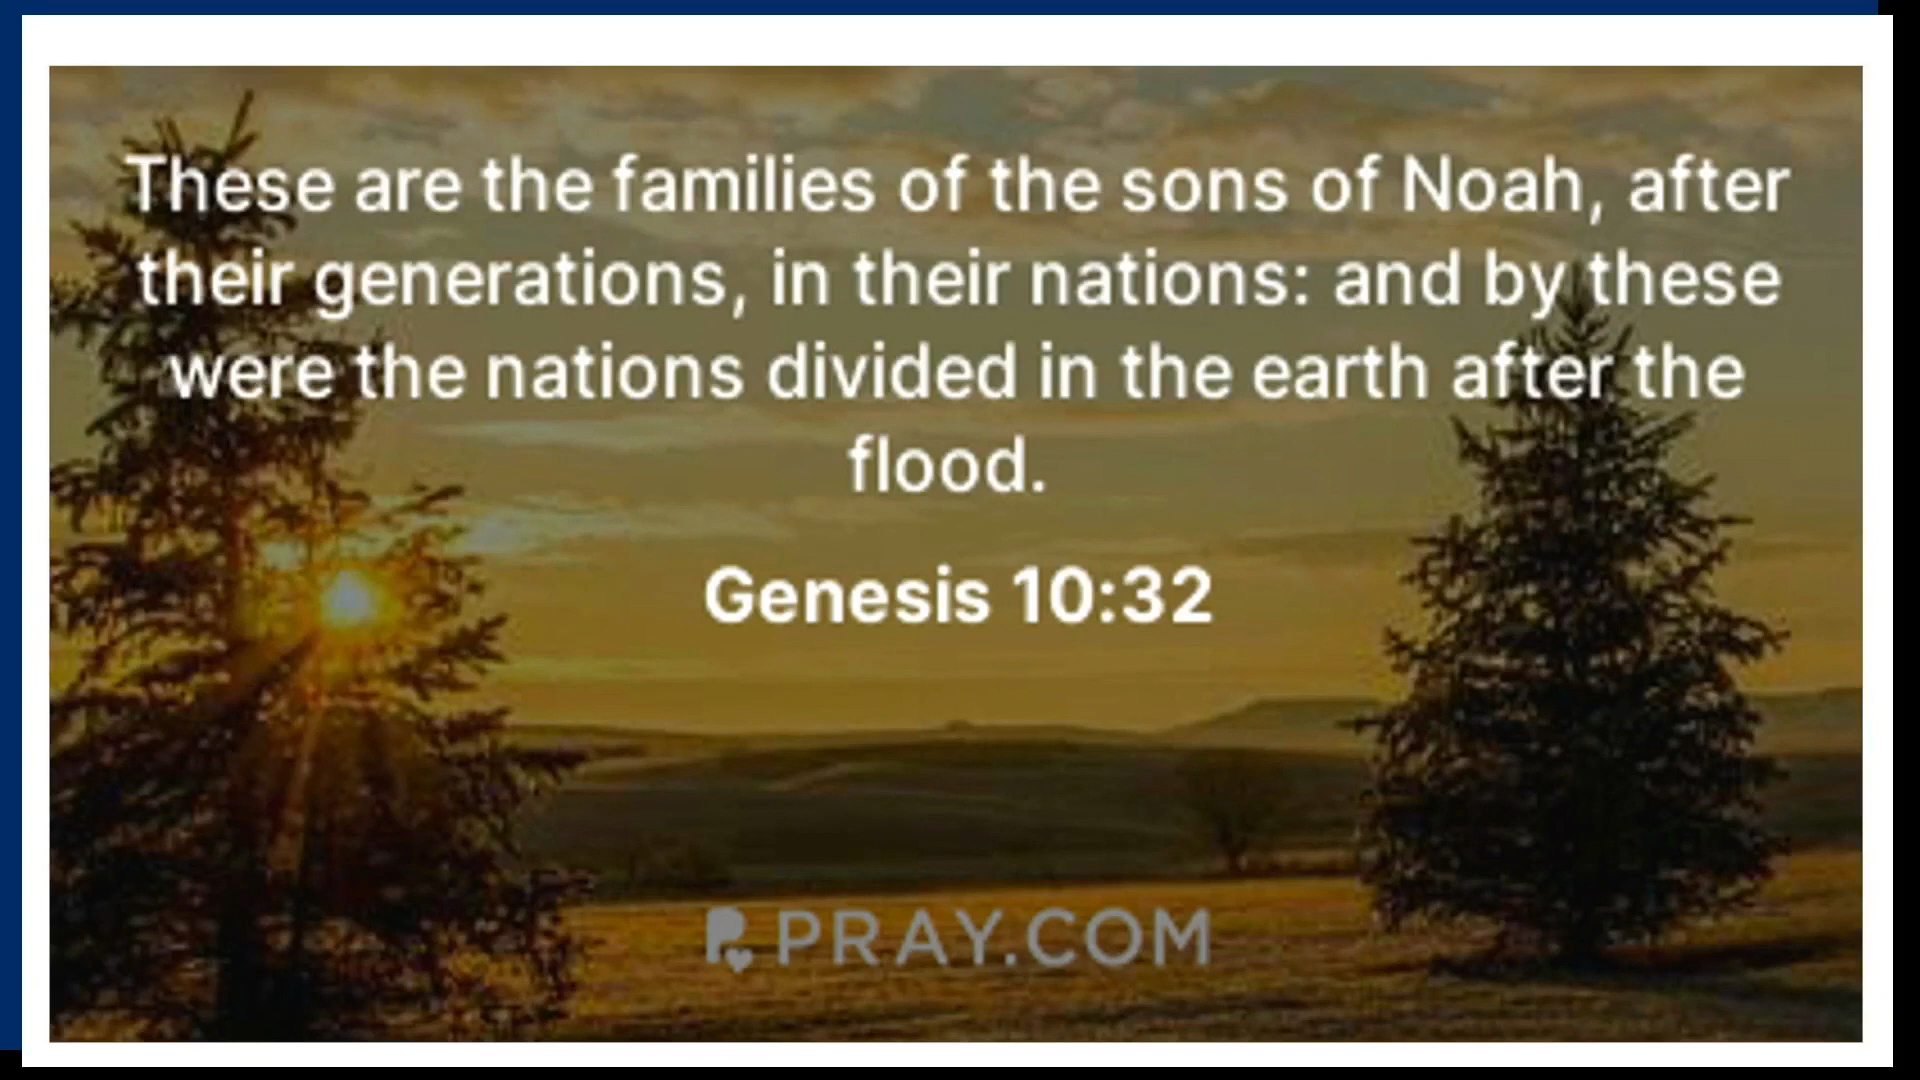 These are the families of the sons of Noah, after
their generations, in their nations: and by these
were the nations divided in the earth after the
flood.
Genesis 10:32
PRAY.COM